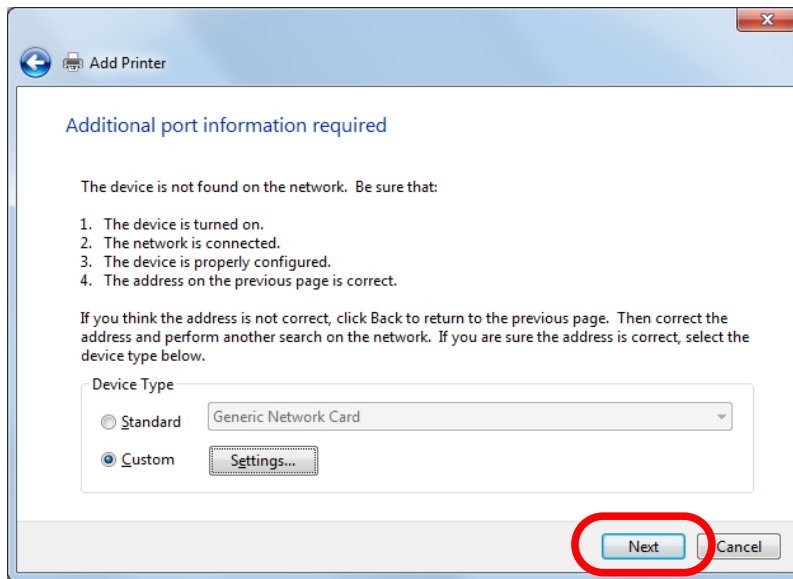 Add Printer
Additional port information required
The device is not found on the network. Be sure that:
1. The device is turned on.
2. The network is connected.
3. The device is properly configured.
4. The address on the previous page is correct.
If you think the address is not correct, click Back to return to the previous page. Then correct the
address and perform another search on the network. If you are sure the address is correct, select the
device type below.
Device Type
Standard
Generic Network Card
Custom
Settings...
Next
Cancel